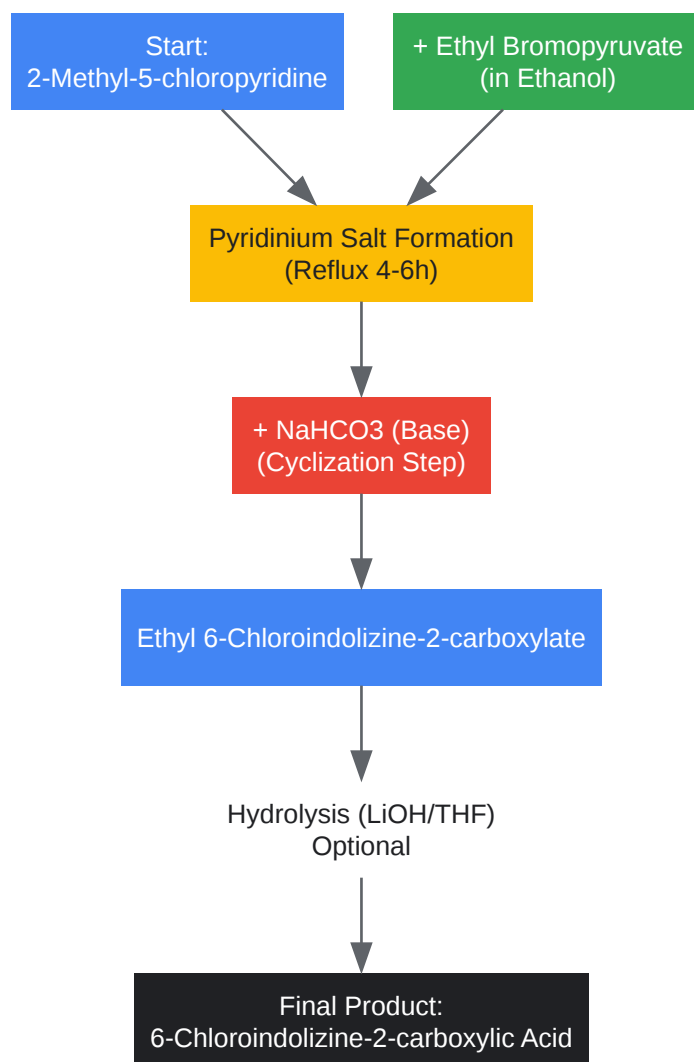 Start:
2-Methyl-5-chloropyridine
+ Ethyl Bromopyruvate
(in Ethanol)
Pyridinium Salt Formation
(Reflux 4-6h)
+ NaHCO3 (Base)
(Cyclization Step)
Ethyl 6-Chloroindolizine-2-carboxylate
Hydrolysis (LiOH/THF)
Optional
Final Product:
6-Chloroindolizine-2-carboxylic Acid